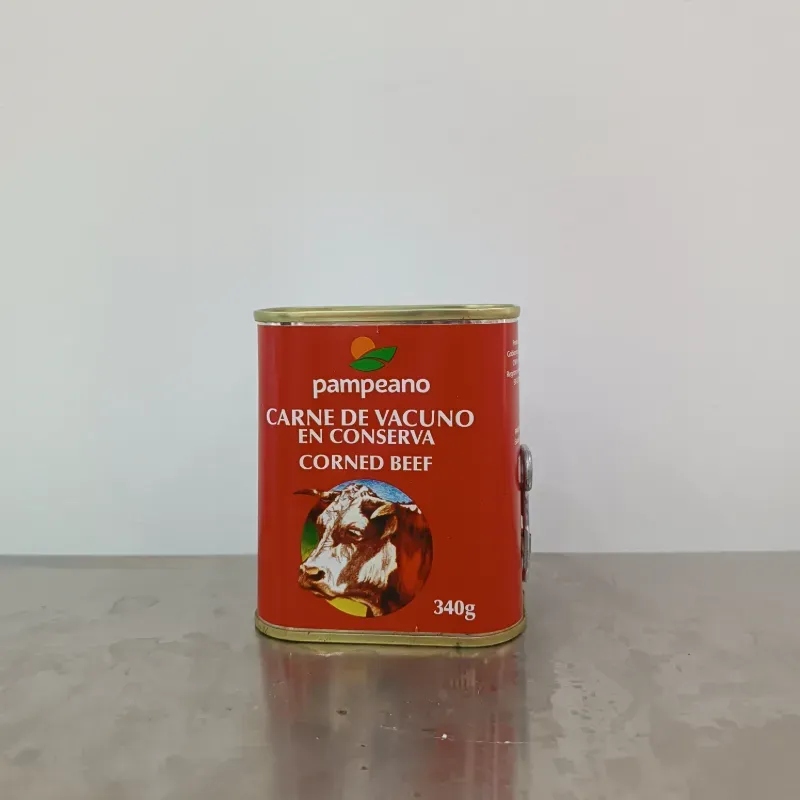 pampeano
CARNE DE VACUNO
EN CONSERVA
CORNED BEEF
340g